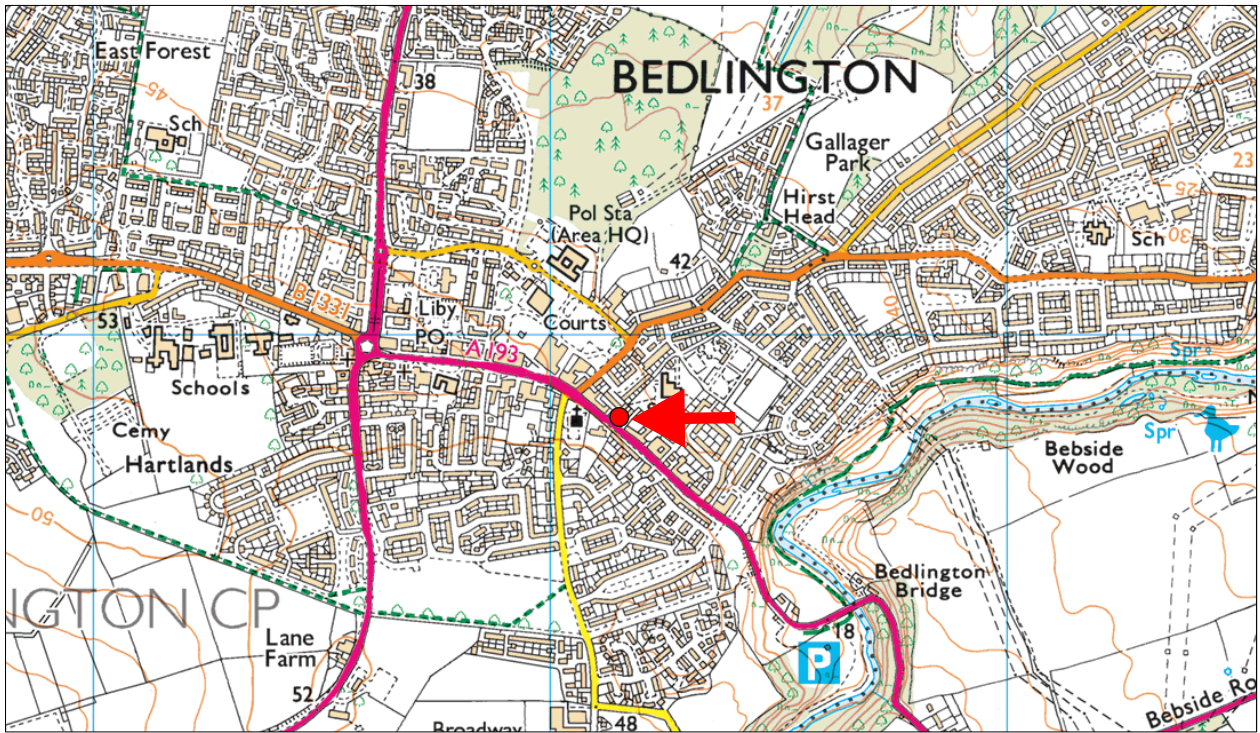 East Forest
38
BEDLINGTON
45
37
Sch
Gallager
Park
23
25
Hirst
Head
Pol Sta
(Area HQ)
Sch
30
42
B 1331
40
53
Liby
PO
Courts
A 193
Spr
Schools
Cemy
Spr
Hartlands
Bebside
Wood
50
Bedlington
Bridge
NGTON CP
Lane
Farm
18
P
52
Bebside Ro
48
Broadway